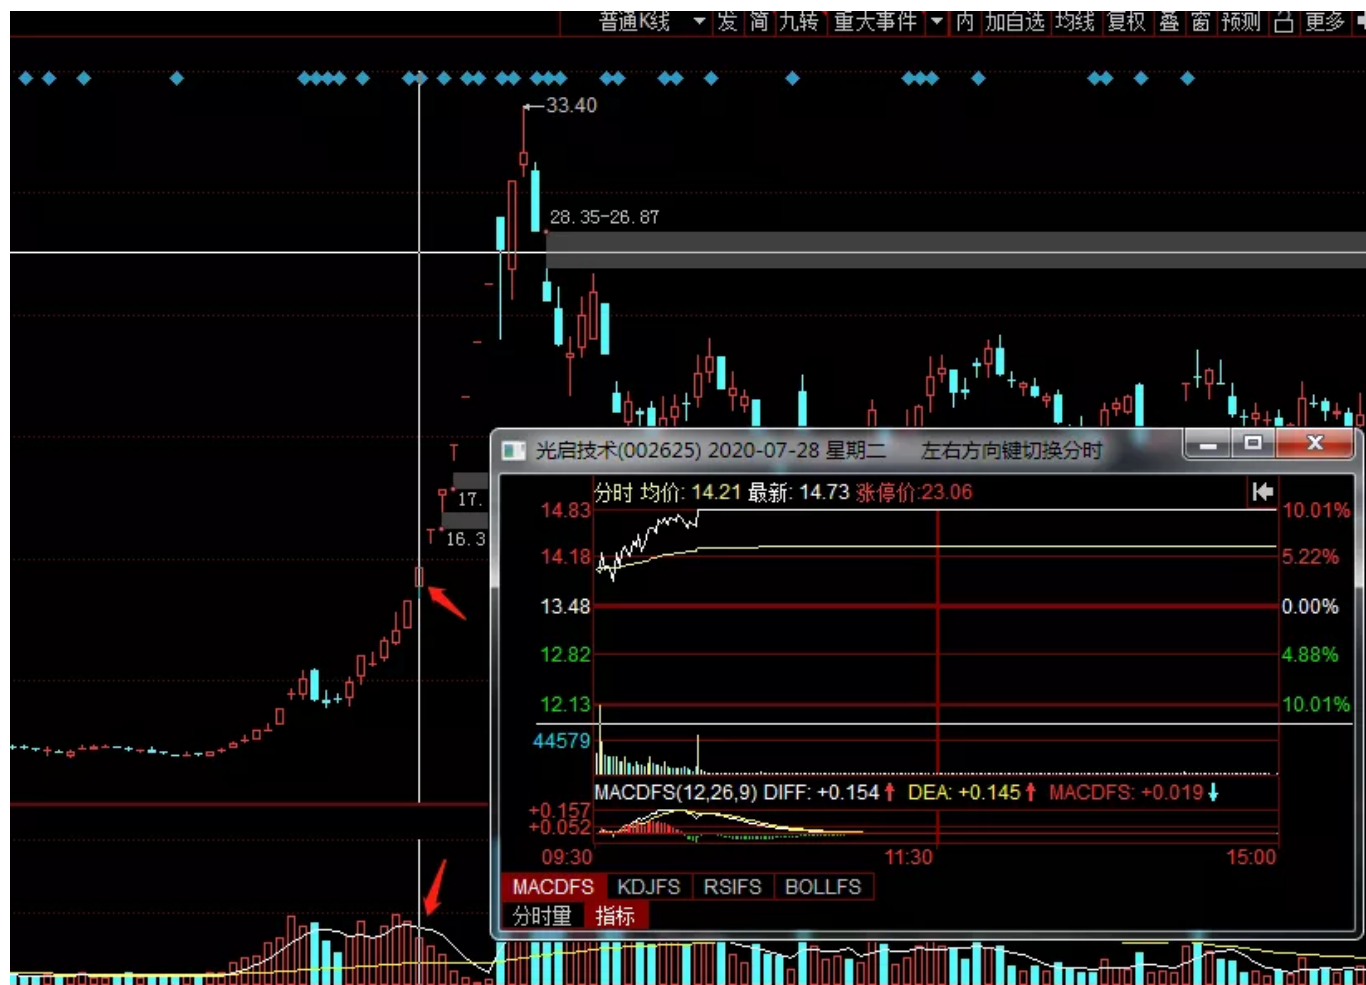 普通K线 发 简 九转 重大事件 内 加自选 均线 复权 叠 窗 预测 更多
33.40
28.35-26.87
17.
16.3
光启技术(002625) 2020-07-28 星期二 左右方向键切换分时
分时 均价: 14.21 最新: 14.73 涨停价:23.06
14.83 10.01%
14.18 5.22%
13.48 0.00%
12.82 4.88%
12.13 10.01%
44579
MACDFS(12,26,9) DIFF: +0.154 DEA: +0.145 MACDFS: +0.019
+0.157
+0.052
09:30 11:30 15:00
MACDFS KDJFS RSIFS BOLLFS
分时量 指标